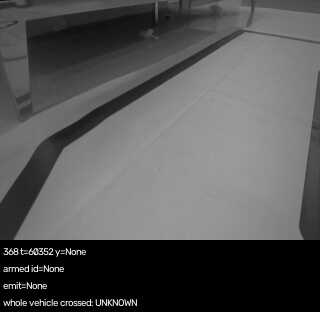 368 t=60352 y=None
armed id=None
emit=None
whole vehicle crossed: UNKNOWN